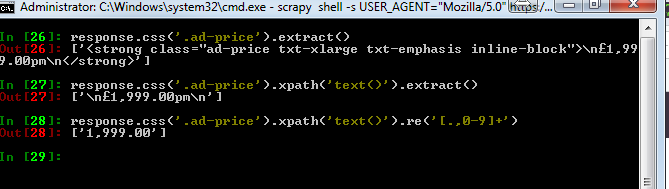 Administrator: C:\Windows\system32\cmd.exe - scrapy  shell -s USER_AGENT="Mozilla/5.0" https:/...
In [26]: response.css('.ad-price').extract()
Out[26]: ['<strong class="ad-price txt-xlarge txt-emphasis inline-block">\n£1,99
9.00pm\n</strong>']
In [27]: response.css('.ad-price').xpath('text()').extract()
Out[27]: ['\n£1,999.00pm\n']
In [28]: response.css('.ad-price').xpath('text()').re('[.,0-9]+')
Out[28]: ['1,999.00']
In [29]: